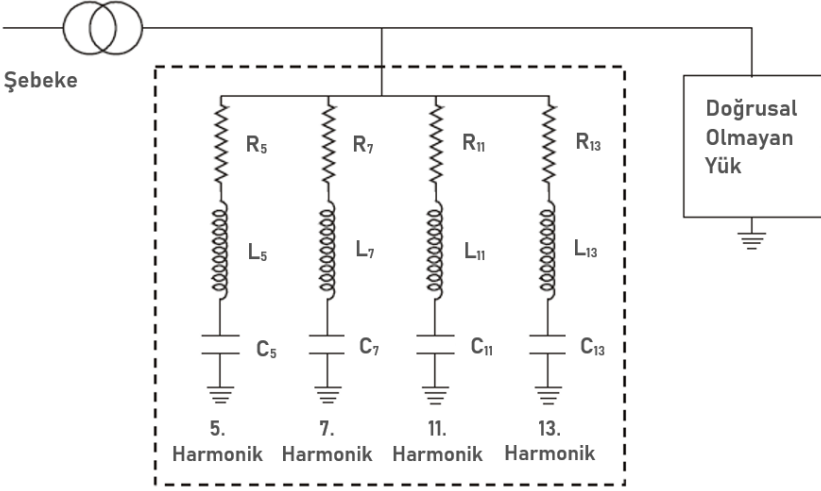 Şebeke
Doğrusal
Olmayan
Yük
R₅
R₇
R₁₁
R₁₃
L₅
L₇
L₁₁
L₁₃
C₅
C₇
C₁₁
C₁₃
5.
Harmonik
7.
Harmonik
11.
Harmonik
13.
Harmonik